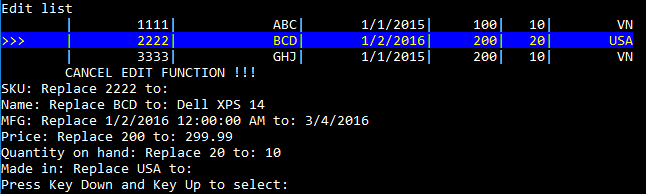 Edit list
| 1111| ABC| 1/1/2015| 100| 10| VN
>>> | 2222| BCD| 1/2/2016| 200| 20| USA
| 3333| GHJ| 1/1/2015| 200| 10| VN
CANCEL EDIT FUNCTION !!!
SKU: Replace 2222 to:
Name: Replace BCD to: Dell XPS 14
MFG: Replace 1/2/2016 12:00:00 AM to: 3/4/2016
Price: Replace 200 to: 299.99
Quantity on hand: Replace 20 to: 10
Made in: Replace USA to:
Press Key Down and Key Up to select: